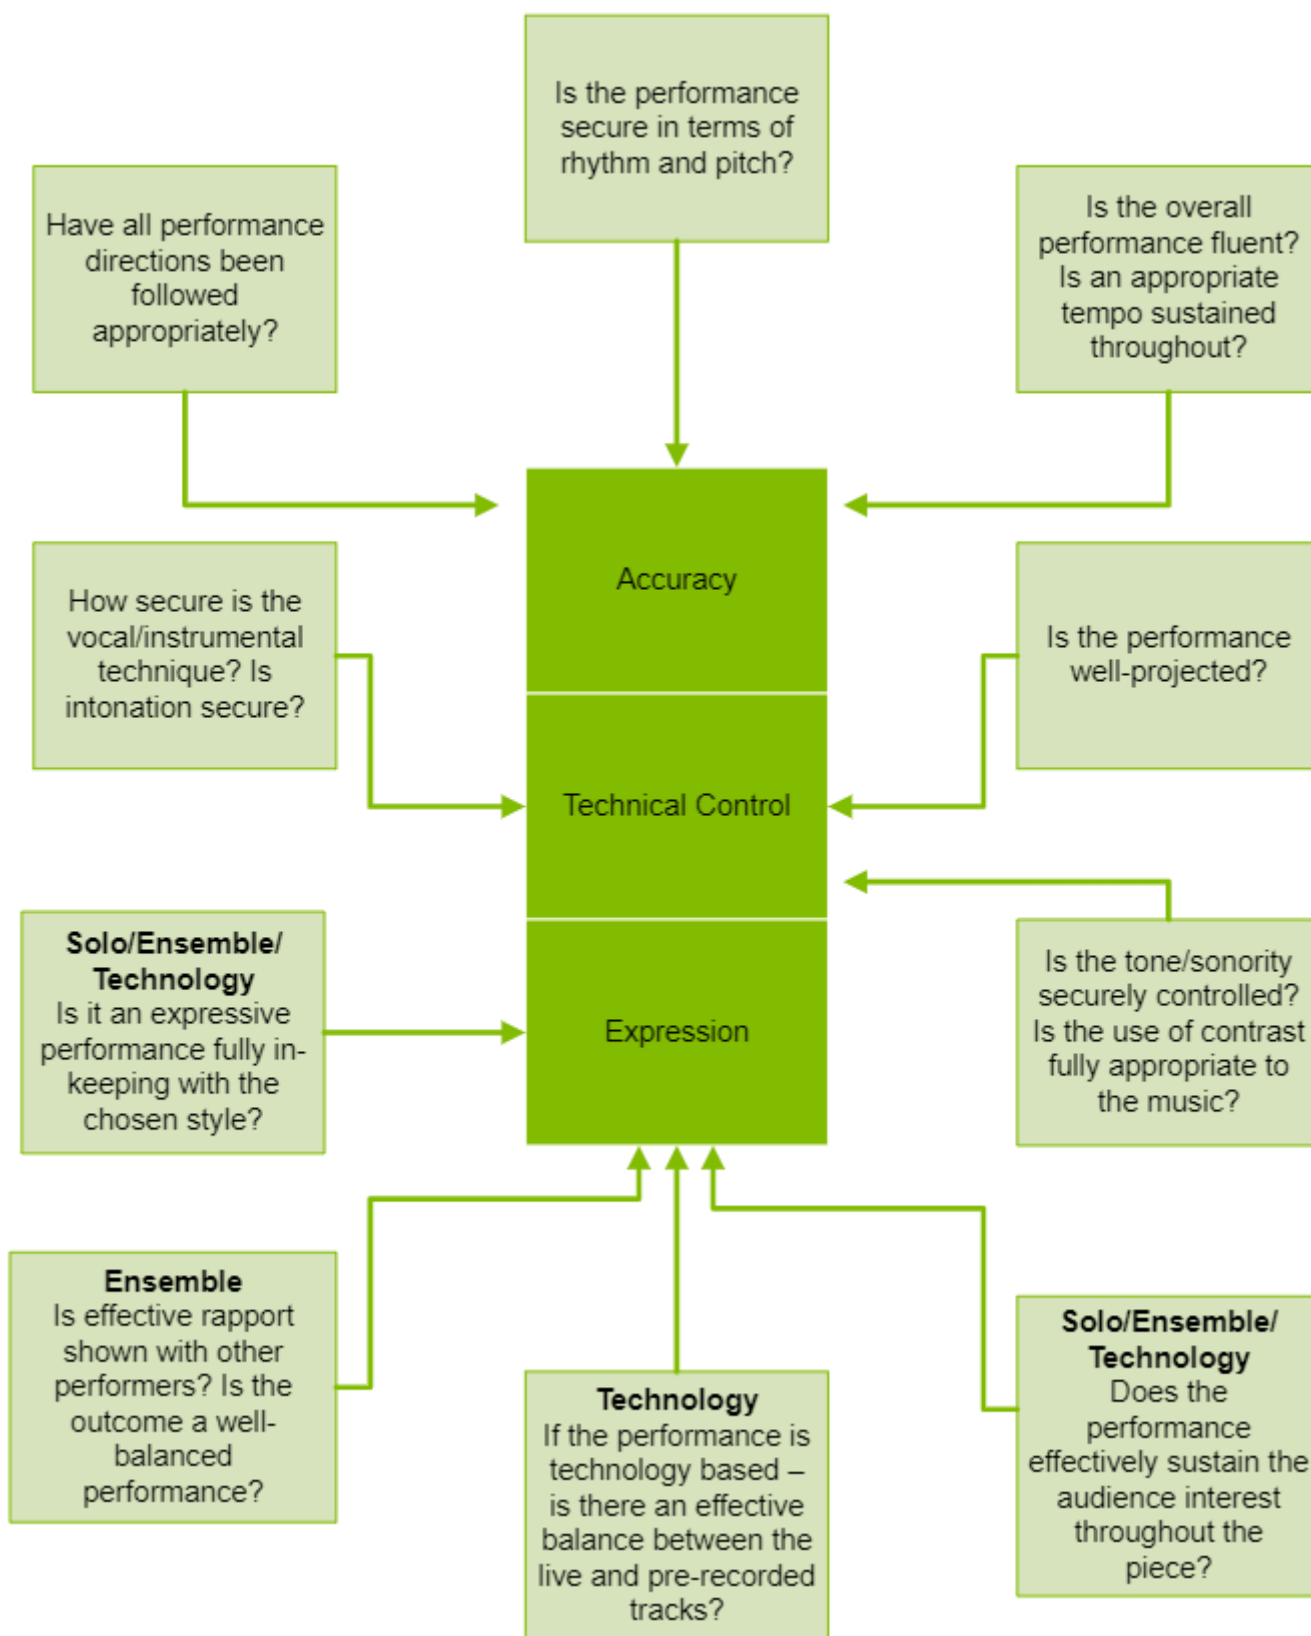 Is the performance
secure in terms of
rhythm and pitch?
Have all performance
directions been
followed
appropriately?
Is the overall
performance fluent?
Is an appropriate
tempo sustained
throughout?
Accuracy
How secure is the
vocal/instrumental
technique? Is
intonation secure?
Is the performance
well-projected?
Technical Control
Solo/Ensemble/
Technology
Is it an expressive
performance fully in-
keeping with the
chosen style?
Expression
Is the tone/sonority
securely controlled?
Is the use of contrast
fully appropriate to
the music?
Ensemble
Is effective rapport
shown with other
performers? Is the
outcome a well-
balanced
performance?
Technology
If the performance is
technology based –
is there an effective
balance between the
live and pre-recorded
tracks?
Solo/Ensemble/
Technology
Does the
performance
effectively sustain the
audience interest
throughout the
piece?